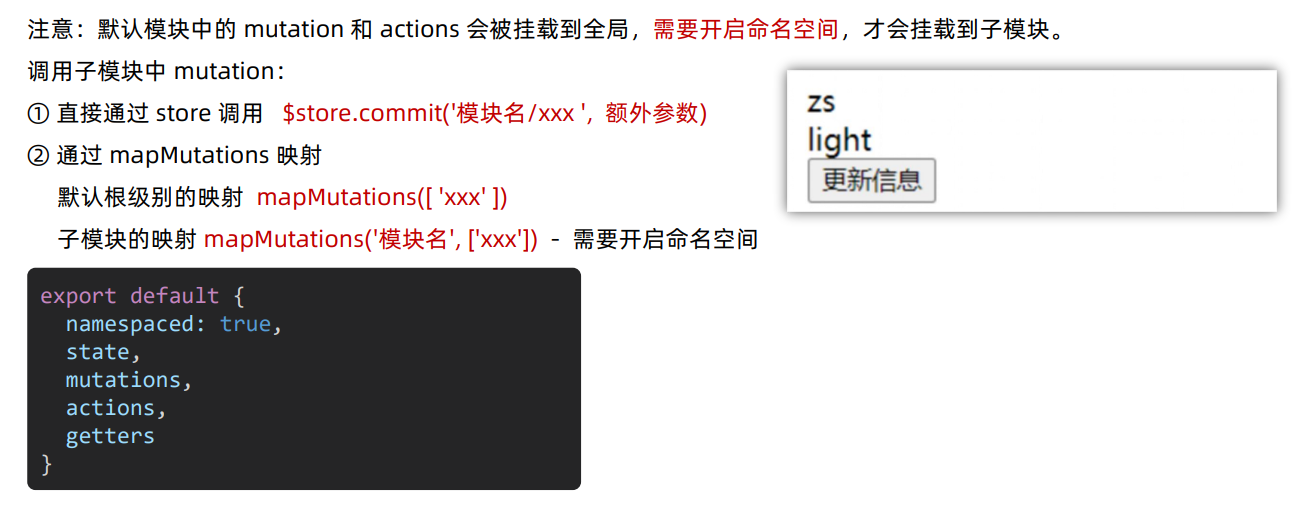 注意：默认模块中的 mutation 和 actions 会被挂载到全局，需要开启命名空间，才会挂载到子模块。
调用子模块中 mutation：
① 直接通过 store 调用 $store.commit('模块名/xxx ', 额外参数)
② 通过 mapMutations 映射
默认根级别的映射 mapMutations([ 'xxx' ])
子模块的映射 mapMutations('模块名', ['xxx']) - 需要开启命名空间
zs
light
更新信息
export default {
  namespaced: true,
  state,
  mutations,
  actions,
  getters
}